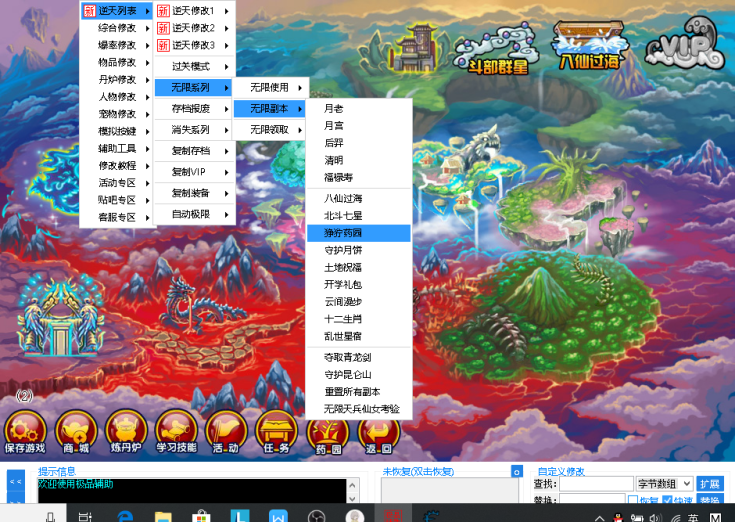 新 逆天列表
综合修改
爆率修改
物品修改
丹炉修改
人物修改
宠物修改
模拟按键
辅助工具
修改教程
活动专区
贴吧专区
客服专区
新 逆天修改1
新 逆天修改2
新 逆天修改3
过关模式
无限系列
存档报废
消失系列
复制存档
复制VIP
复制装备
自动极限
无限使用
无限副本
无限领取
月老
月宫
后羿
清明
福禄寿
八仙过海
北斗七星
狰狞药园
守护月饼
土地祝福
开学礼包
云间漫步
十二生肖
乱世星宿
夺取青龙剑
守护昆仑山
重置所有副本
无限天兵仙女考验
斗部群星
八仙过海
VIP
(2)
保存游戏
商城
炼丹炉
学习技能
活动
任务
药园
返回
<<
>>
提示信息
欢迎使用极品辅助
未恢复(双击恢复)
自定义修改
查找:
字节数组
扩展
替换:
恢复
快速
替换
英
M